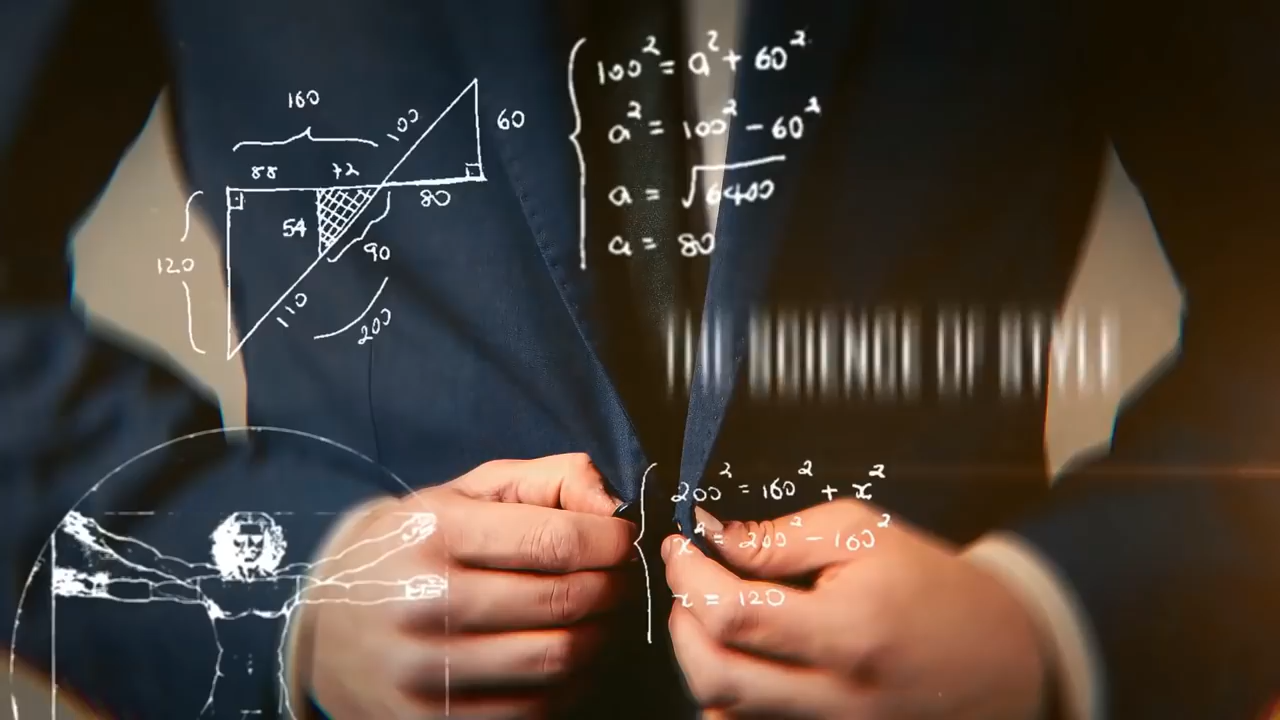 160
100
60
88 72
80
54
90
120
110
200
100² = a² + 60²
a² = 100² - 60²
a = √6400
a = 80
200² = 160² + x²
x² = 200² - 160²
x = 120